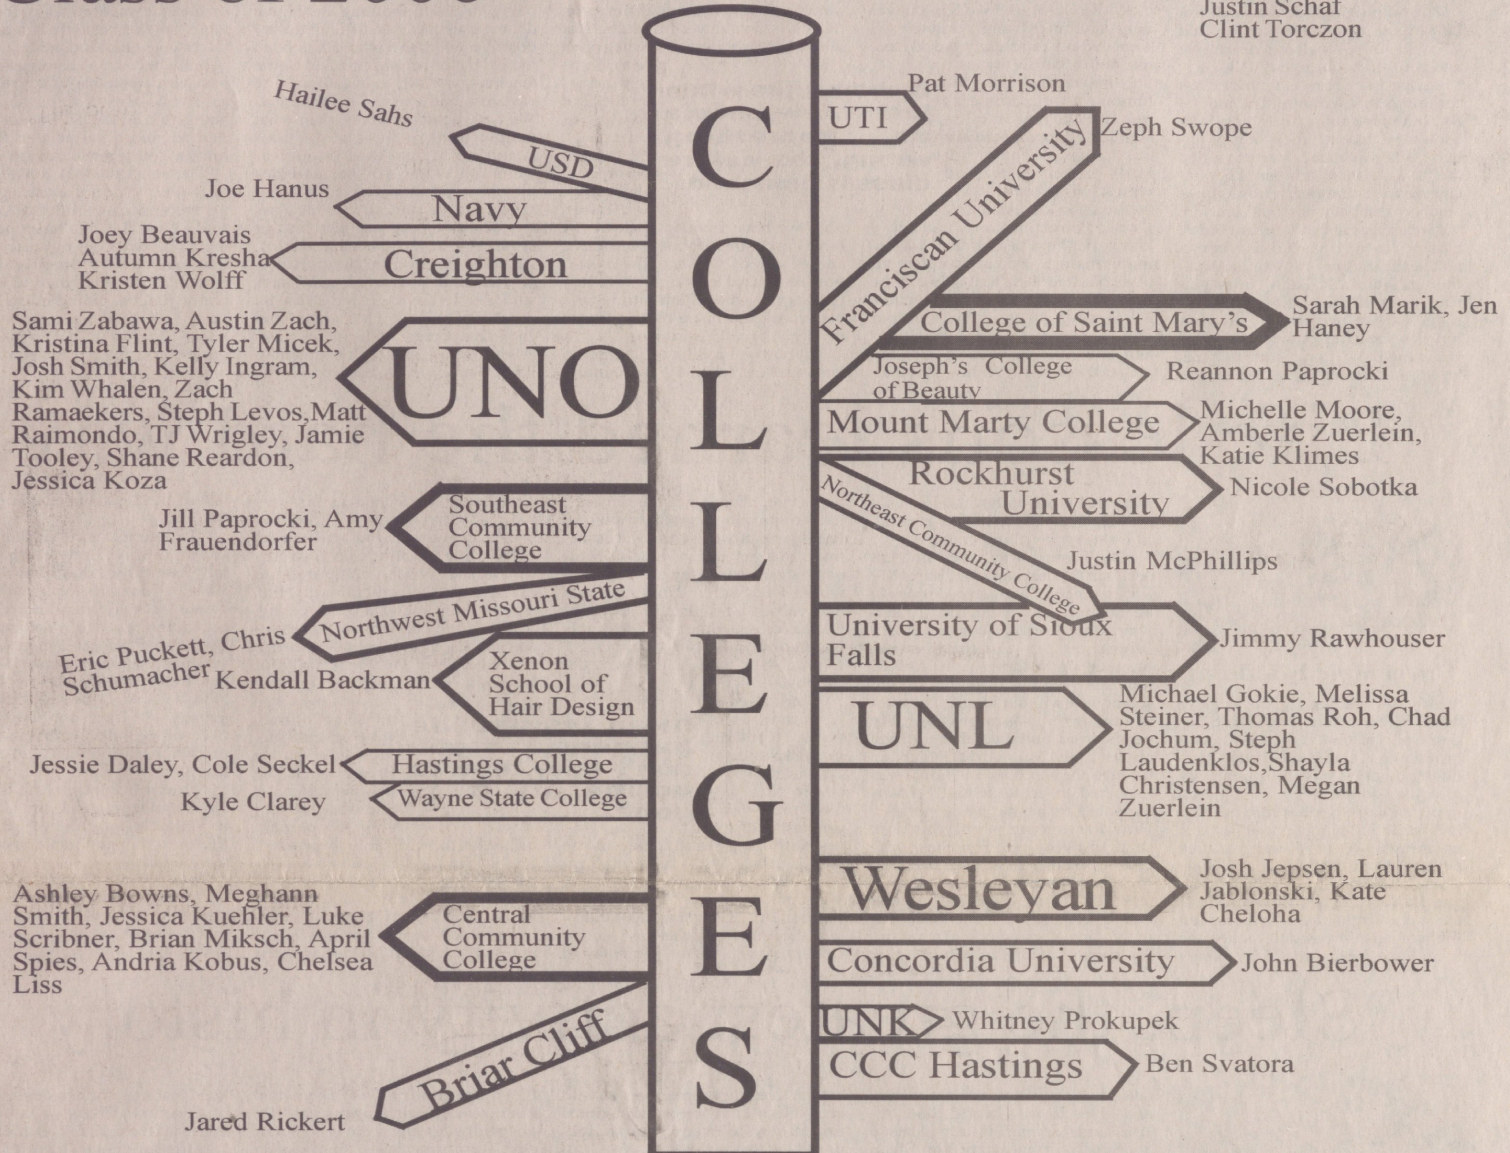 Class of 2006
Justin Schaf
Clint Torczon
COLLEGES
Hailee Sahs
USD
Joe Hanus
Navy
Joey Beauvais
Autumn Kresha
Kristen Wolff
Creighton
Sami Zabawa, Austin Zach,
Kristina Flint, Tyler Micek,
Josh Smith, Kelly Ingram,
Kim Whalen, Zach
Ramaekers, Steph Levos,Matt
Raimondo, TJ Wrigley, Jamie
Tooley, Shane Reardon,
Jessica Koza
UNO
Jill Paprocki, Amy
Frauendorfer
Southeast
Community
College
Eric Puckett, Chris
Schumacher
Northwest Missouri State
Kendall Backman
Xenon
School of
Hair Design
Jessie Daley, Cole Seckel
Hastings College
Kyle Clarey
Wayne State College
Ashley Bowns, Meghann
Smith, Jessica Kuehler, Luke
Scribner, Brian Miksch, April
Spies, Andria Kobus, Chelsea
Liss
Central
Community
College
Briar Cliff
Jared Rickert
UTI
Pat Morrison
Franciscan University
Zeph Swope
College of Saint Mary's
Sarah Marik, Jen
Haney
Joseph's College
of Beauty
Reannon Paprocki
Mount Marty College
Michelle Moore,
Amberle Zuerlein,
Katie Klimes
Rockhurst
University
Nicole Sobotka
Northeast Community College
Justin McPhillips
University of Sioux
Falls
Jimmy Rawhouser
UNL
Michael Gokie, Melissa
Steiner, Thomas Roh, Chad
Jochum, Steph
Laudenklos,Shayla
Christensen, Megan
Zuerlein
Wesleyan
Josh Jepsen, Lauren
Jablonski, Kate
Cheloha
Concordia University
John Bierbower
UNK
Whitney Prokupek
CCC Hastings
Ben Svatora